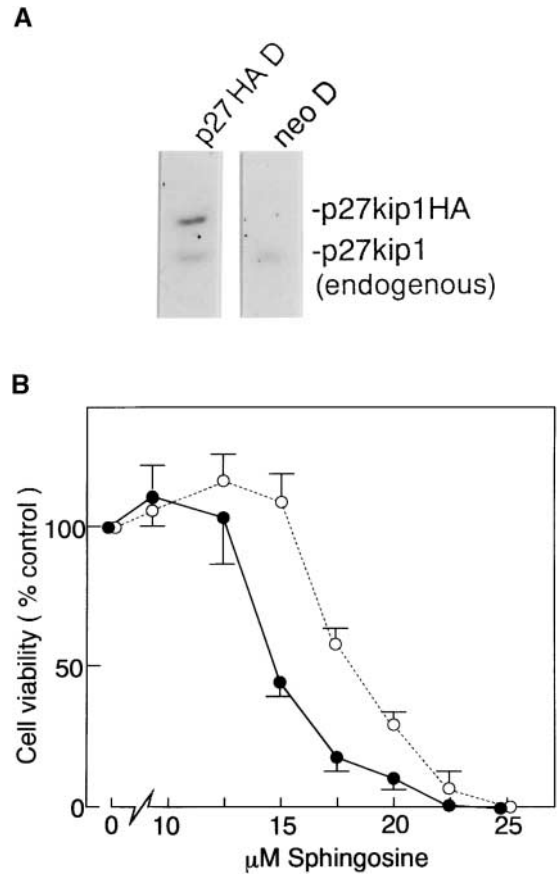 A
p27 HA D
neo D
-p27kip1HA
-p27kip1
(endogenous)
B
Cell viability ( % control )
100
50
0
0 10 15 20 25
µM Sphingosine